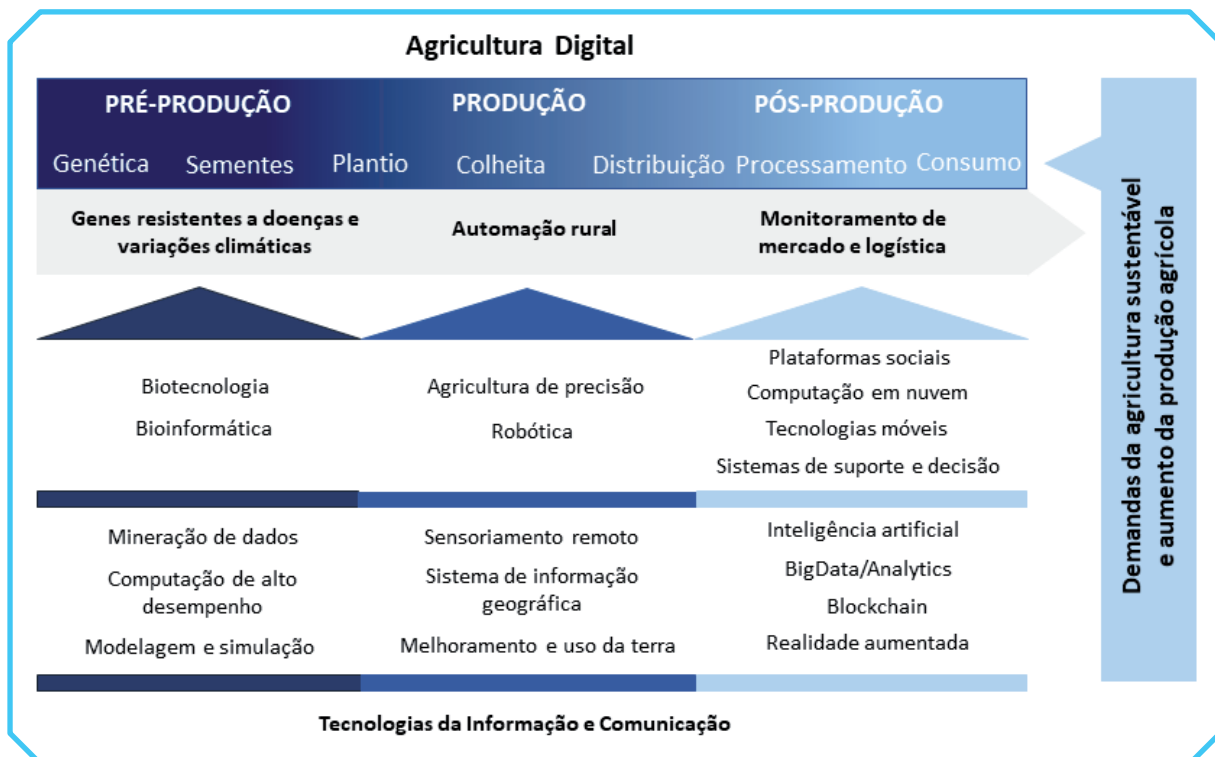 Agricultura Digital
PRÉ-PRODUÇÃO PRODUÇÃO PÓS-PRODUÇÃO
Genética Sementes Plantio Colheita Distribuição Processamento Consumo
Genes resistentes a doenças e
variações climáticas
Automação rural
Monitoramento de
mercado e logística
Biotecnologia
Bioinformática
Agricultura de precisão
Robótica
Plataformas sociais
Computação em nuvem
Tecnologias móveis
Sistemas de suporte e decisão
Mineração de dados
Computação de alto
desempenho
Modelagem e simulação
Sensoriamento remoto
Sistema de informação
geográfica
Melhoramento e uso da terra
Inteligência artificial
BigData/Analytics
Blockchain
Realidade aumentada
Tecnologias da Informação e Comunicação
Demandas da agricultura sustentável
e aumento da produção agrícola